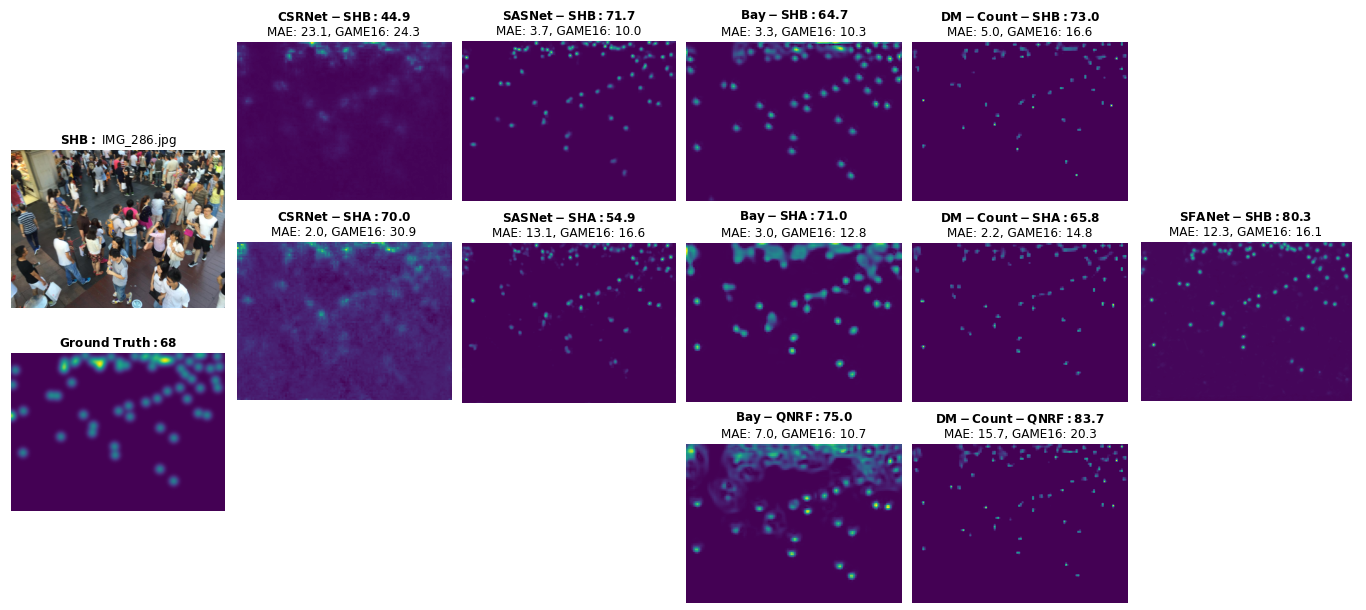 CSRNet − SHB : 44.9
MAE: 23.1, GAME16: 24.3
SASNet − SHB : 71.7
MAE: 3.7, GAME16: 10.0
Bay − SHB : 64.7
MAE: 3.3, GAME16: 10.3
DM − Count − SHB : 73.0
MAE: 5.0, GAME16: 16.6
SHB : IMG_286.jpg
CSRNet − SHA : 70.0
MAE: 2.0, GAME16: 30.9
SASNet − SHA : 54.9
MAE: 13.1, GAME16: 16.6
Bay − SHA : 71.0
MAE: 3.0, GAME16: 12.8
DM − Count − SHA : 65.8
MAE: 2.2, GAME16: 14.8
SFANet − SHB : 80.3
MAE: 12.3, GAME16: 16.1
Ground Truth : 68
Bay − QNRF : 75.0
MAE: 7.0, GAME16: 10.7
DM − Count − QNRF : 83.7
MAE: 15.7, GAME16: 20.3